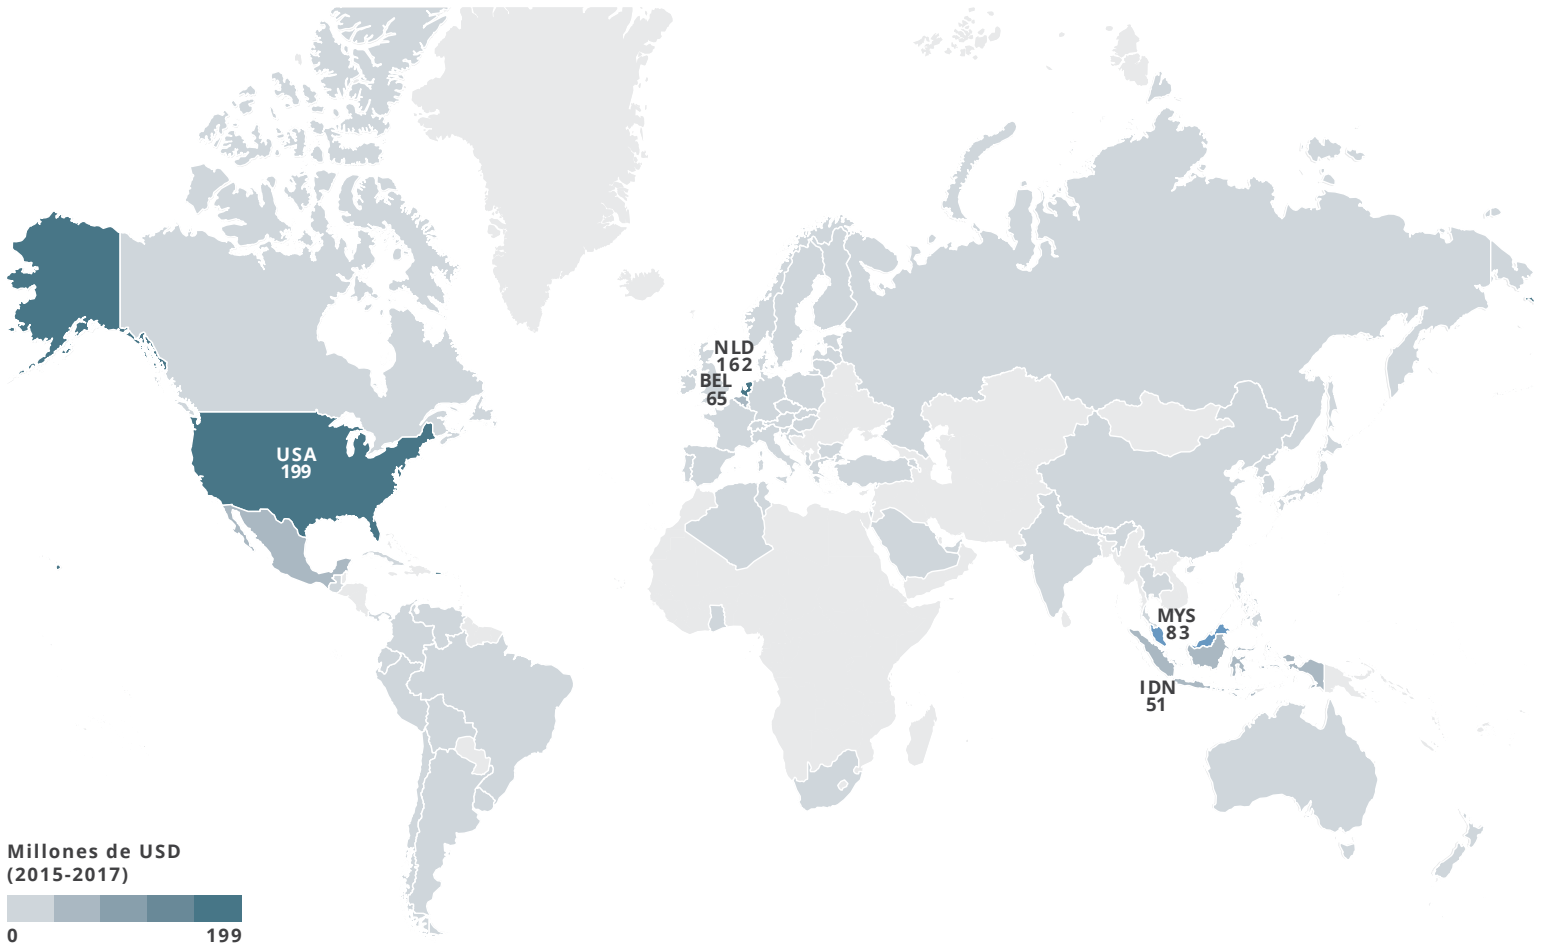 NLD
162
BEL
65
USA
199
MYS
83
IDN
51
Millones de USD
(2015-2017)
0 199